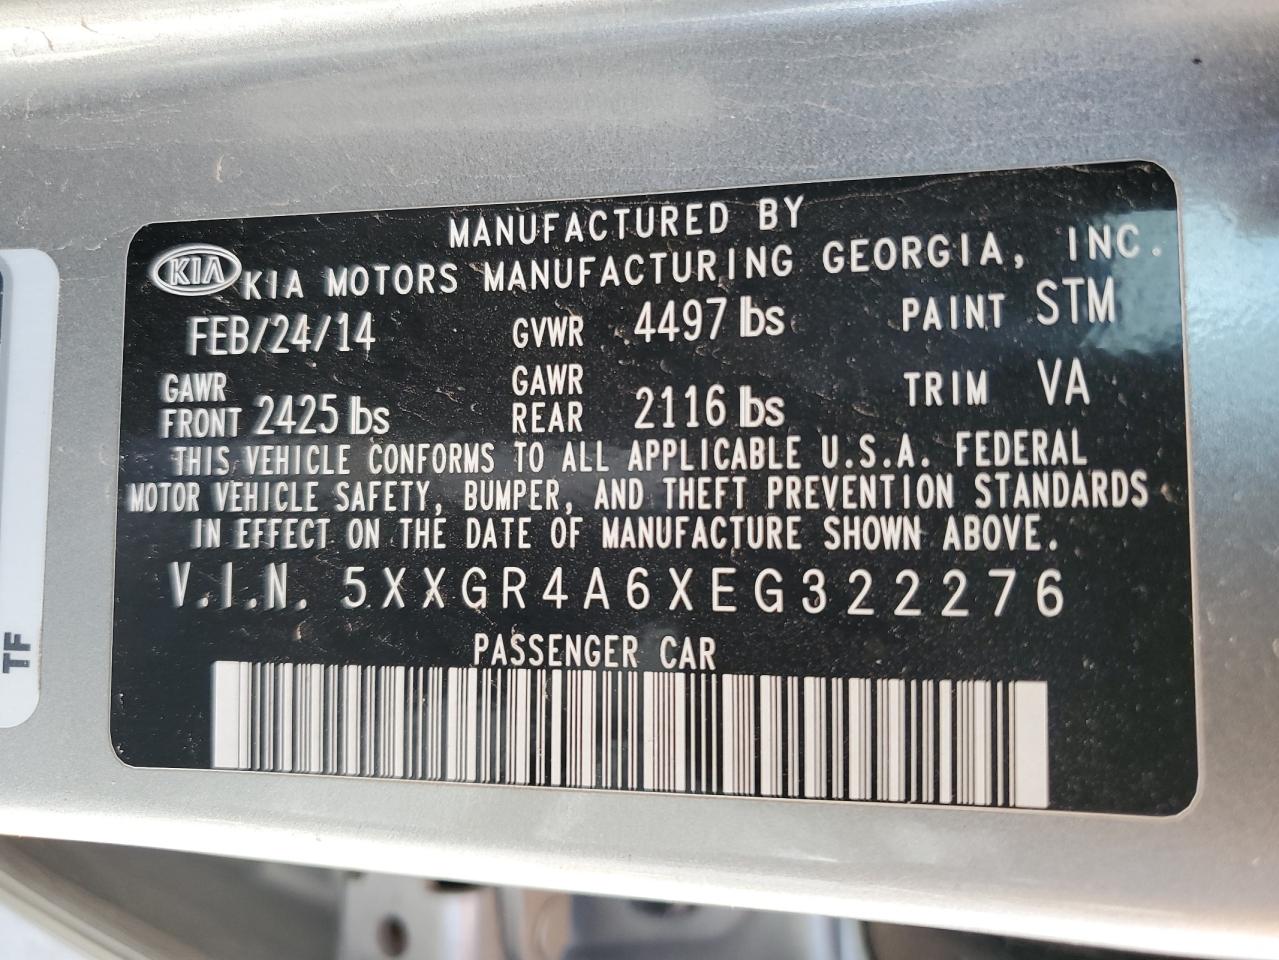 MANUFACTURED BY
KIA KIA MOTORS MANUFACTURING GEORGIA, INC.
FEB/24/14 GVWR 4497 lbs PAINT STM
GAWR FRONT 2425 lbs GAWR REAR 2116 lbs TRIM VA
THIS VEHICLE CONFORMS TO ALL APPLICABLE U.S.A. FEDERAL
MOTOR VEHICLE SAFETY, BUMPER, AND THEFT PREVENTION STANDARDS
IN EFFECT ON THE DATE OF MANUFACTURE SHOWN ABOVE.
V.I.N. 5XXGR4A6XEG322276
PASSENGER CAR
TF